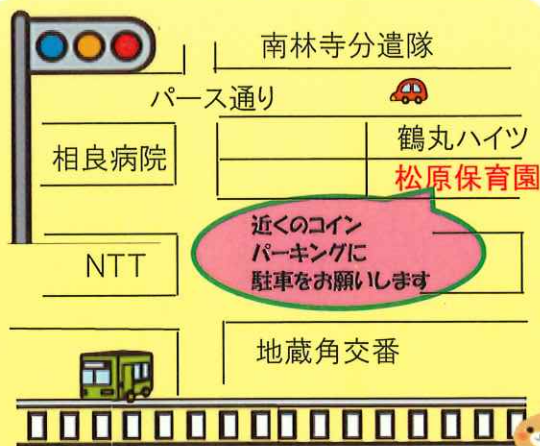 南林寺分遣隊
パース通り
鶴丸ハイツ
相良病院
松原保育園
近くのコイン
パーキングに
駐車をお願いします
NTT
地蔵角交番